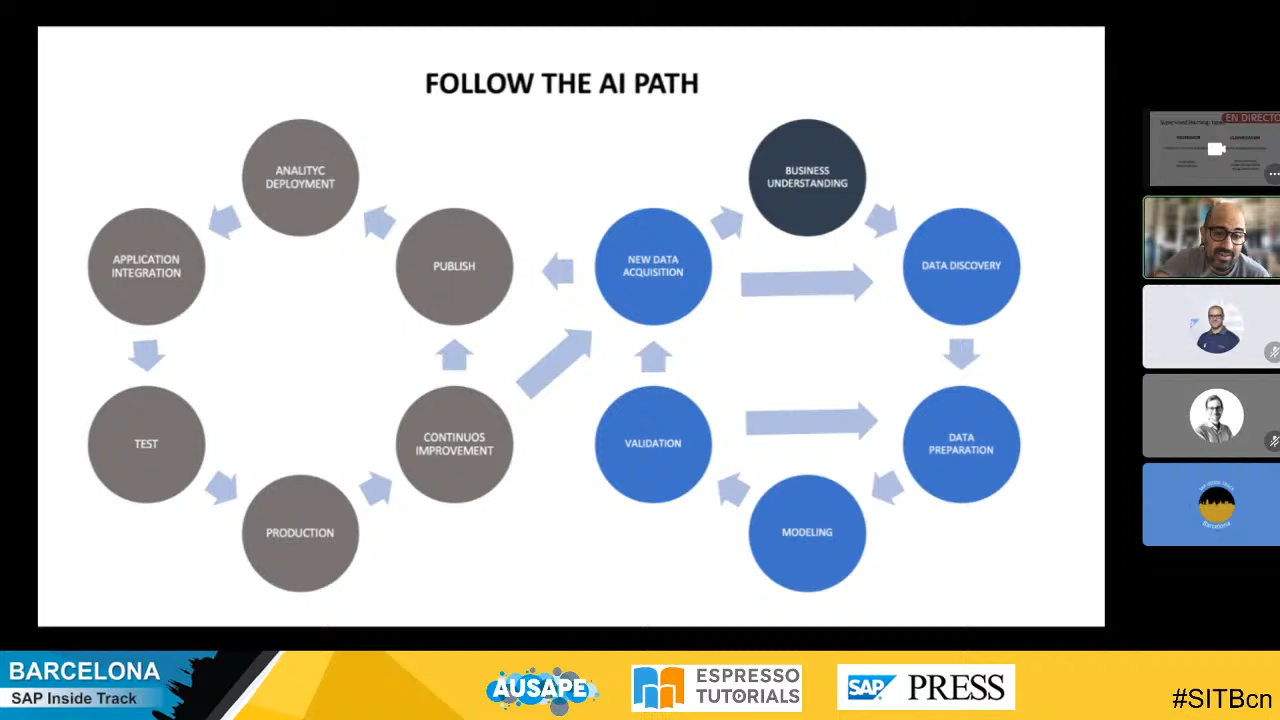 FOLLOW THE AI PATH
ANALITYC
DEPLOYMENT
BUSINESS
UNDERSTANDING
APPLICATION
INTEGRATION
PUBLISH
NEW DATA
ACQUISITION
DATA DISCOVERY
TEST
CONTINUOS
IMPROVEMENT
VALIDATION
DATA
PREPARATION
PRODUCTION
MODELING
EN DIRECTO
Barcelona
BARCELONA
SAP Inside Track
AUSAPE
ESPRESSO
TUTORIALS
SAP PRESS
#SITBcn